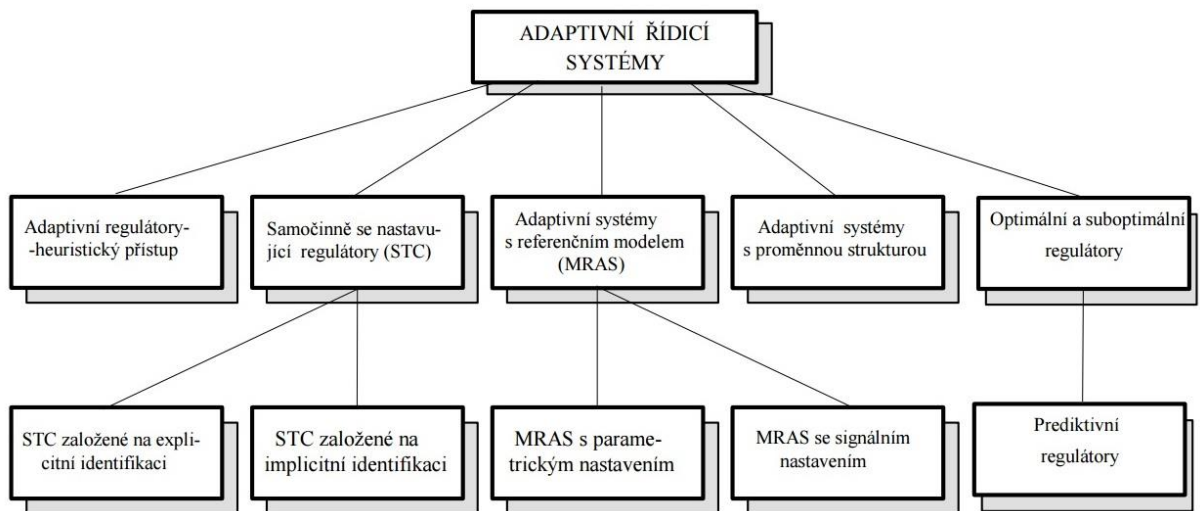 ADAPTIVNÍ ŘÍDICÍ
SYSTÉMY
Adaptivní regulátory-
-heuristický přístup
Samočinně se nastavu-
jící regulátory (STC)
Adaptivní systémy
s referenčním modelem
(MRAS)
Adaptivní systémy
s proměnnou strukturou
Optimální a suboptimální
regulátory
STC založené na expli-
citní identifikaci
STC založené na
implicitní identifikaci
MRAS s parame-
trickým nastavením
MRAS se signálním
nastavením
Prediktivní
regulátory